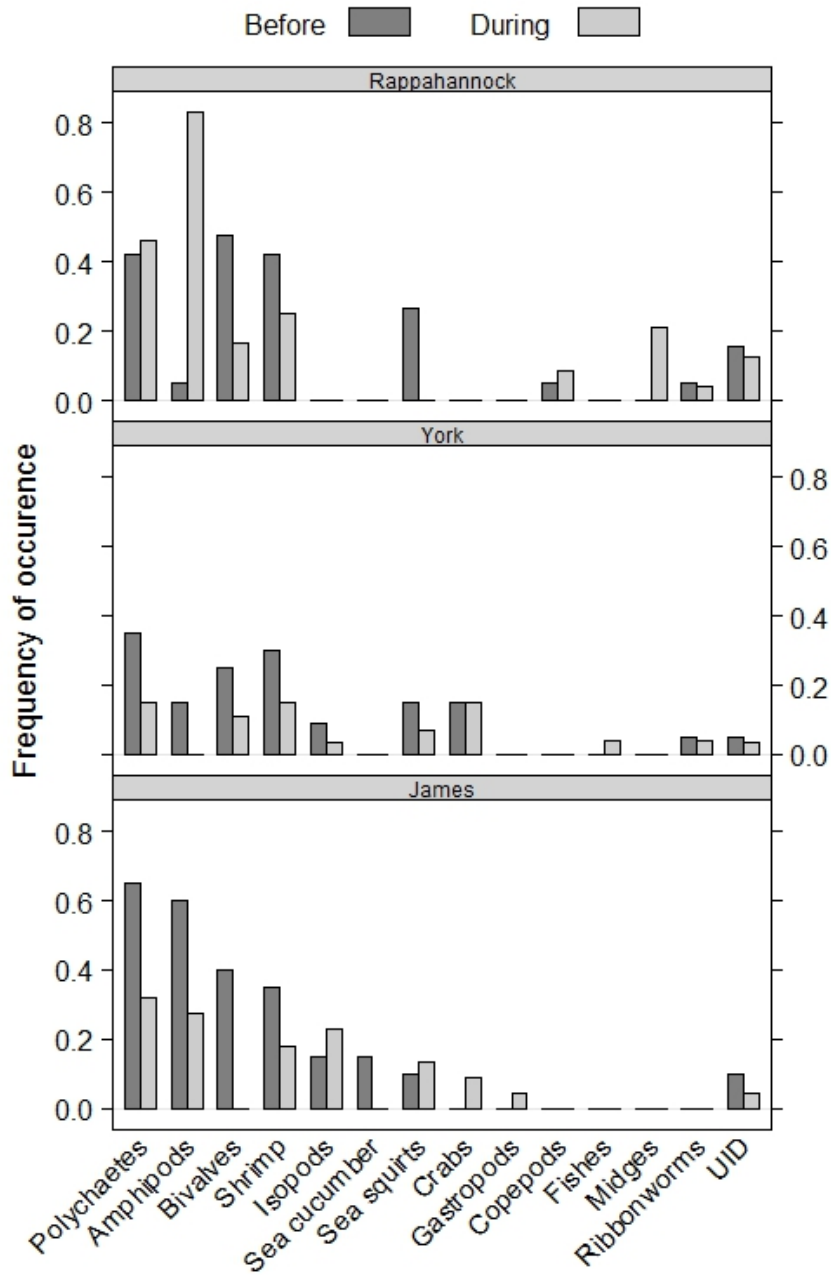 Before During
Rappahannock
0.8
0.6
0.4
0.2
0.0
York
0.8
0.6
0.4
0.2
0.0
James
0.8
0.6
0.4
0.2
0.0
Frequency of occurence
Polychaetes
Amphipods
Bivalves
Shrimp
Isopods
Sea cucumber
Sea squirts
Crabs
Gastropods
Copepods
Fishes
Midges
Ribbonworms
UID